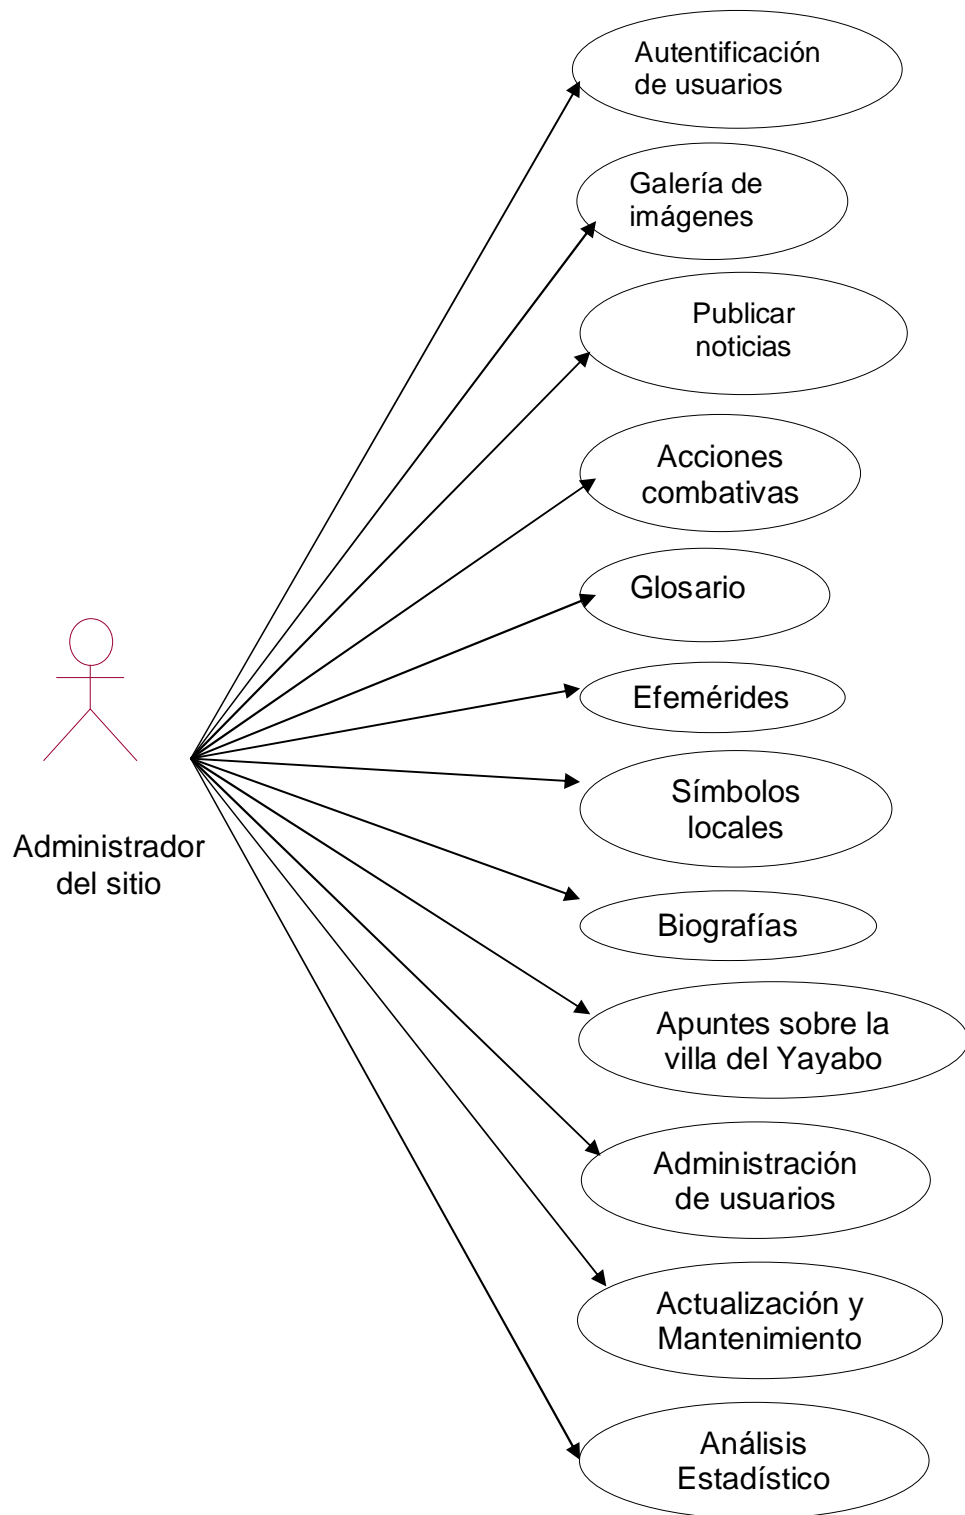 Autentificación
de usuarios
Galería de
imágenes
Publicar
noticias
Acciones
combativas
Glosario
Efemérides
Símbolos
locales
Administrador
del sitio
Biografías
Apuntes sobre la
villa del Yayabo
Administración
de usuarios
Actualización y
Mantenimiento
Análisis
Estadístico